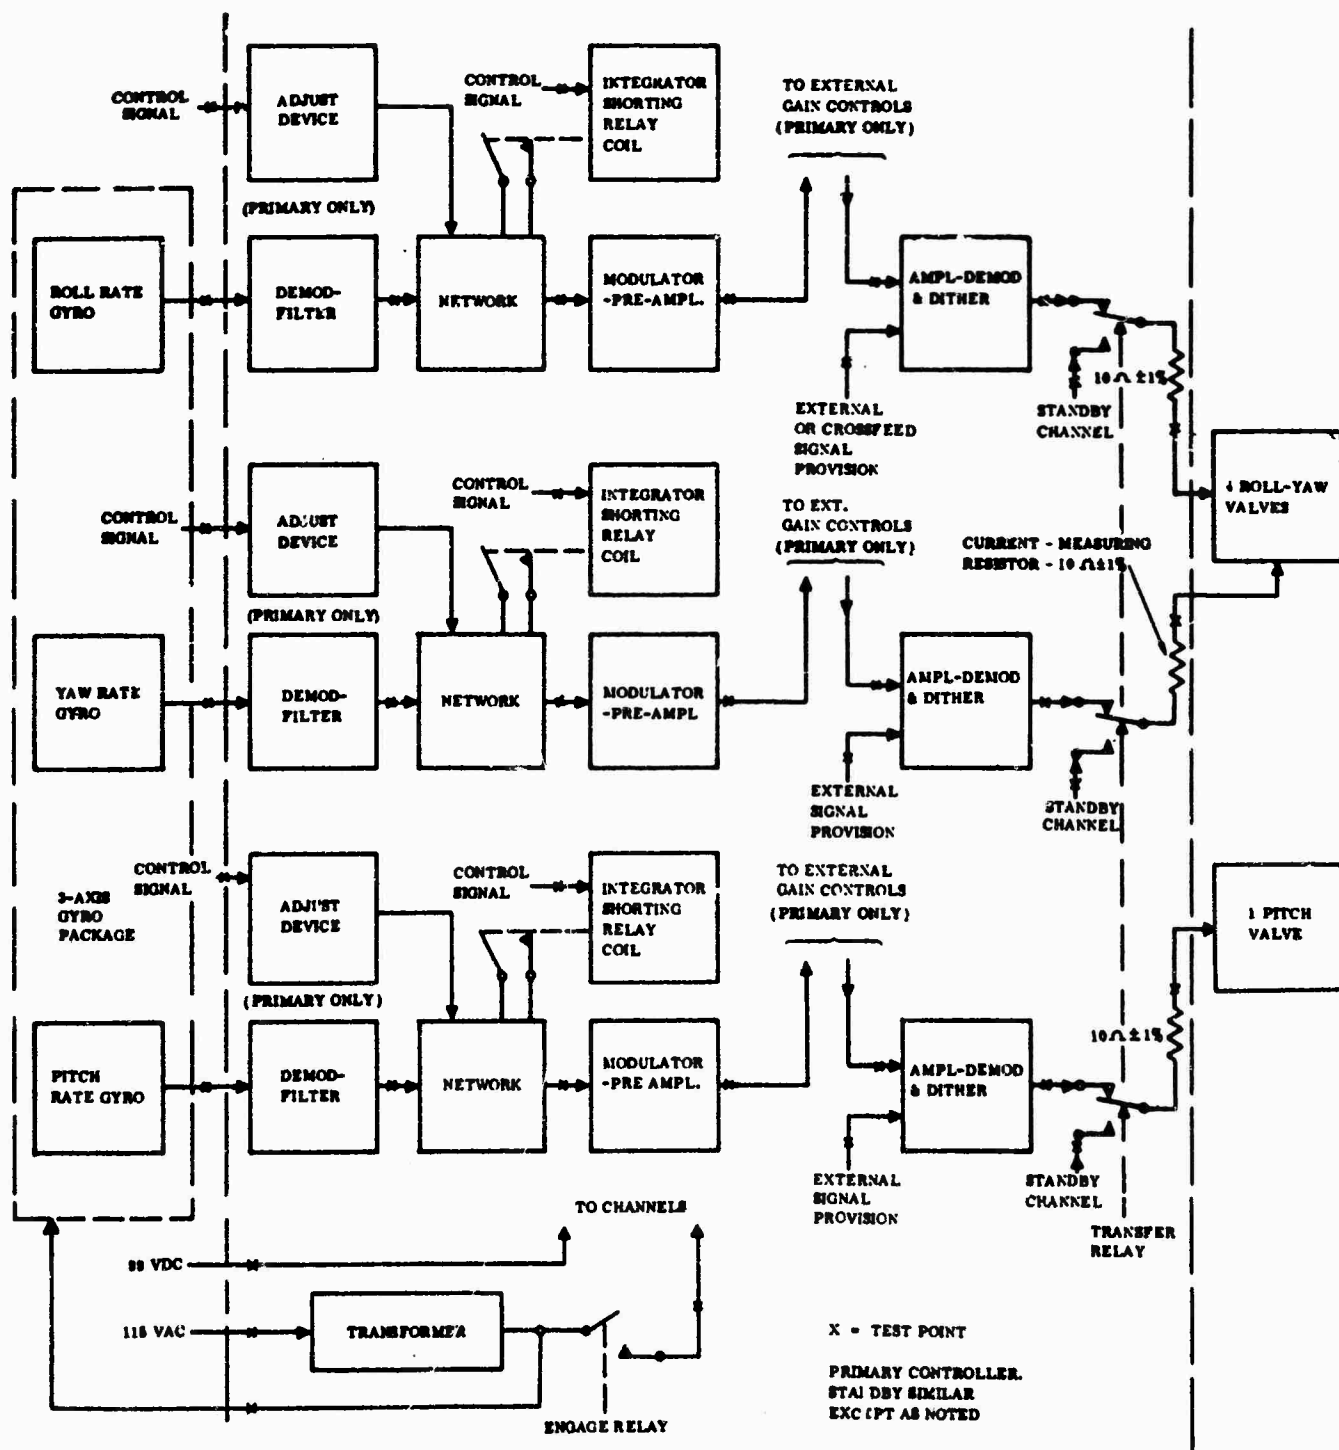 CONTROL
SIGNAL
ADJUST
DEVICE
(PRIMARY ONLY)
CONTROL
SIGNAL
INTEGRATOR
SHORTING
RELAY
COIL
TO EXTERNAL
GAIN CONTROLS
(PRIMARY ONLY)
ROLL RATE
GYRO
DEMOD-
FILTER
NETWORK
MODULATOR
-PRE-AMPL.
AMPL-DEMOD
& DITHER
10 Ω ±1%
STANDBY
CHANNEL
EXTERNAL
OR CROSSFEED
SIGNAL
PROVISION
4 ROLL-YAW
VALVES
CONTROL
SIGNAL
ADJUST
DEVICE
(PRIMARY ONLY)
CONTROL
SIGNAL
INTEGRATOR
SHORTING
RELAY
COIL
TO EXT.
GAIN CONTROLS
(PRIMARY ONLY)
CURRENT - MEASURING
RESISTOR - 10 Ω±1%
YAW RATE
GYRO
DEMOD-
FILTER
NETWORK
MODULATOR
-PRE-AMPL
AMPL-DEMOD
& DITHER
EXTERNAL
SIGNAL
PROVISION
STANDBY
CHANNEL
3-AXIS
GYRO
PACKAGE
CONTROL
SIGNAL
ADJUST
DEVICE
(PRIMARY ONLY)
CONTROL
SIGNAL
INTEGRATOR
SHORTING
RELAY
COIL
TO EXTERNAL
GAIN CONTROLS
(PRIMARY ONLY)
1 PITCH
VALVE
PITCH
RATE GYRO
DEMOD-
FILTER
NETWORK
MODULATOR
-PRE AMPL.
AMPL-DEMOD
& DITHER
10 Ω ±1%
EXTERNAL
SIGNAL
PROVISION
STANDBY
CHANNEL
TRANSFER
RELAY
TO CHANNELS
VDC
115 VAC
TRANSFORMER
ENGAGE RELAY
X = TEST POINT
PRIMARY CONTROLLER.
STA DBY SIMILAR
EXCEPT AS NOTED